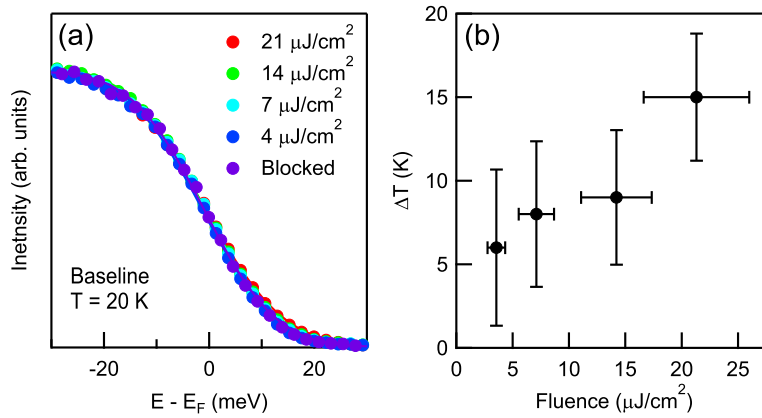 (a)
21 μJ/cm²
14 μJ/cm²
7 μJ/cm²
4 μJ/cm²
Blocked
Inetnsity (arb. units)
Baseline
T = 20 K
-20 0 20
E - E_F (meV)
(b)
20
15
10
5
0
ΔT (K)
0 5 10 15 20 25
Fluence (μJ/cm²)